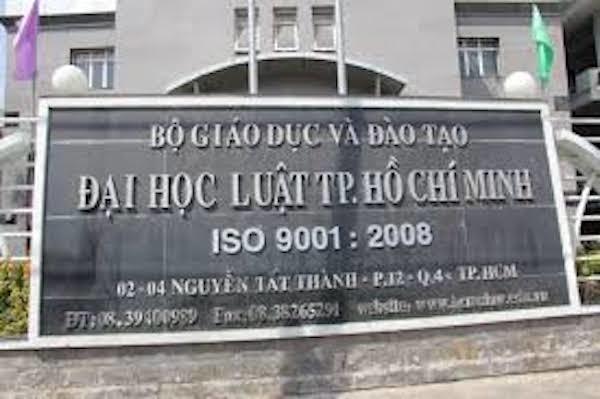 BỘ GIÁO DỤC VÀ ĐÀO TẠO
ĐẠI HỌC LUẬT TP. HỒ CHÍ MINH
ISO 9001 : 2008
02 - 04 NGUYỄN TẤT THÀNH - P.12 - Q.4 - TP.HCM
ĐT: 08.39400989 Fax: 08.38265291 website: www.hcmulaw.edu.vn